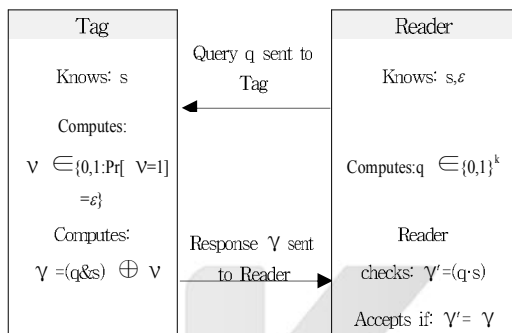 Tag
Knows: s
Computes:
ν ∈{0,1:Pr[ ν=1]
=ε}
Computes:
γ =(q&s) ⊕ ν
Query q sent to
Tag
Response γ sent
to Reader
Reader
Knows: s,ε
Computes:q ∈{0,1}ᵏ
Reader
checks: γ′=(q·s)
Accepts if: γ′= γ